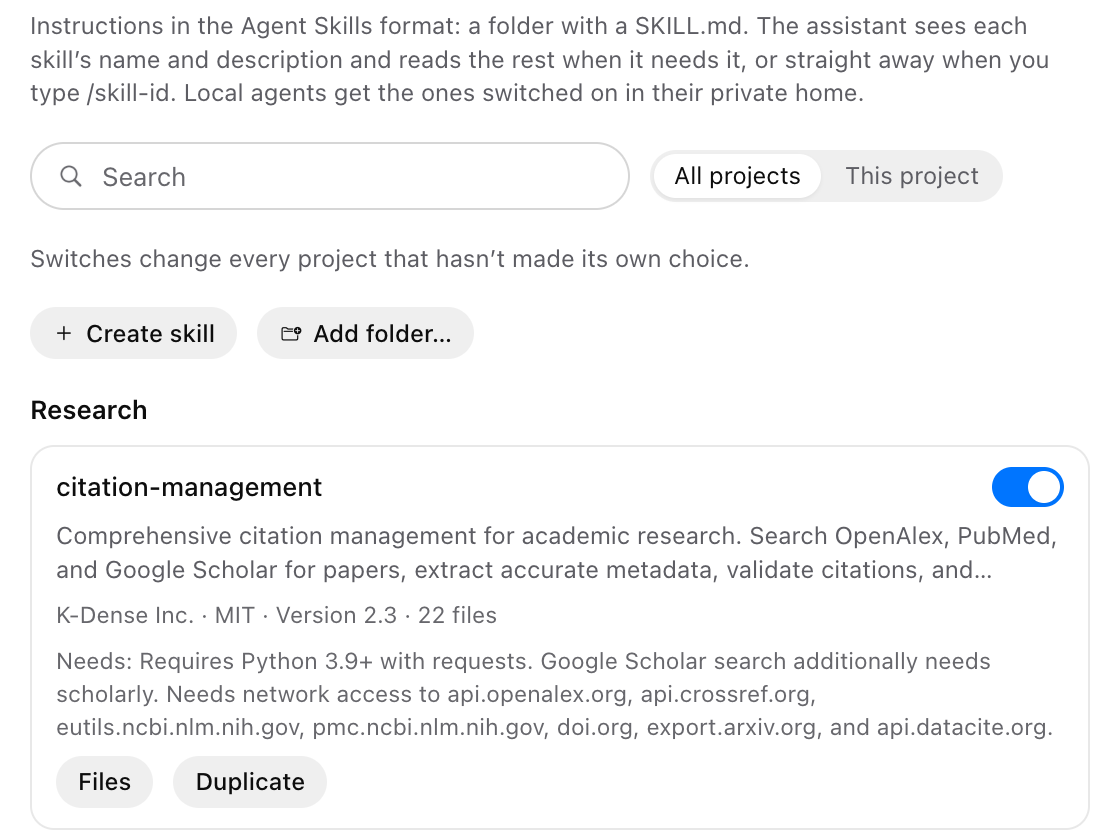 Instructions in the Agent Skills format: a folder with a SKILL.md. The assistant sees each
skill’s name and description and reads the rest when it needs it, or straight away when you
type /skill-id. Local agents get the ones switched on in their private home.
Search
All projects
This project
Switches change every project that hasn’t made its own choice.
+ Create skill
Add folder...
Research
citation-management
Comprehensive citation management for academic research. Search OpenAlex, PubMed,
and Google Scholar for papers, extract accurate metadata, validate citations, and...
K-Dense Inc. · MIT · Version 2.3 · 22 files
Needs: Requires Python 3.9+ with requests. Google Scholar search additionally needs
scholarly. Needs network access to api.openalex.org, api.crossref.org,
eutils.ncbi.nlm.nih.gov, pmc.ncbi.nlm.nih.gov, doi.org, export.arxiv.org, and api.datacite.org.
Files
Duplicate